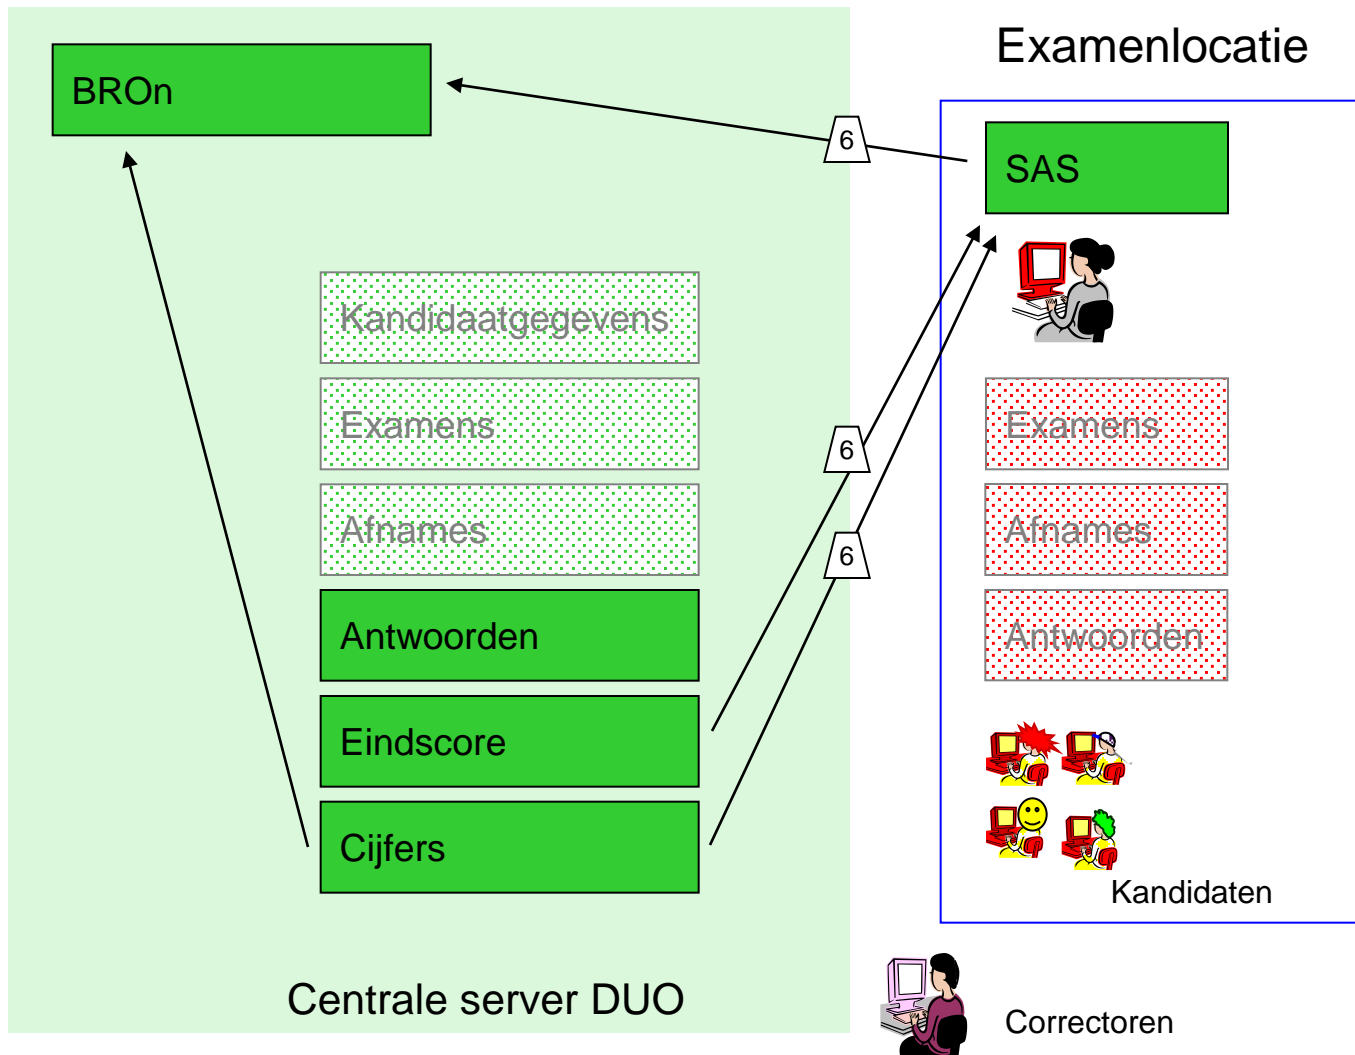 BROn
Kandidaatgegevens
Examens
Afnames
Antwoorden
Eindscore
Cijfers
Centrale server DUO
6
6
6
Examenlocatie
SAS
Examens
Afnames
Antwoorden
Kandidaten
Correctoren